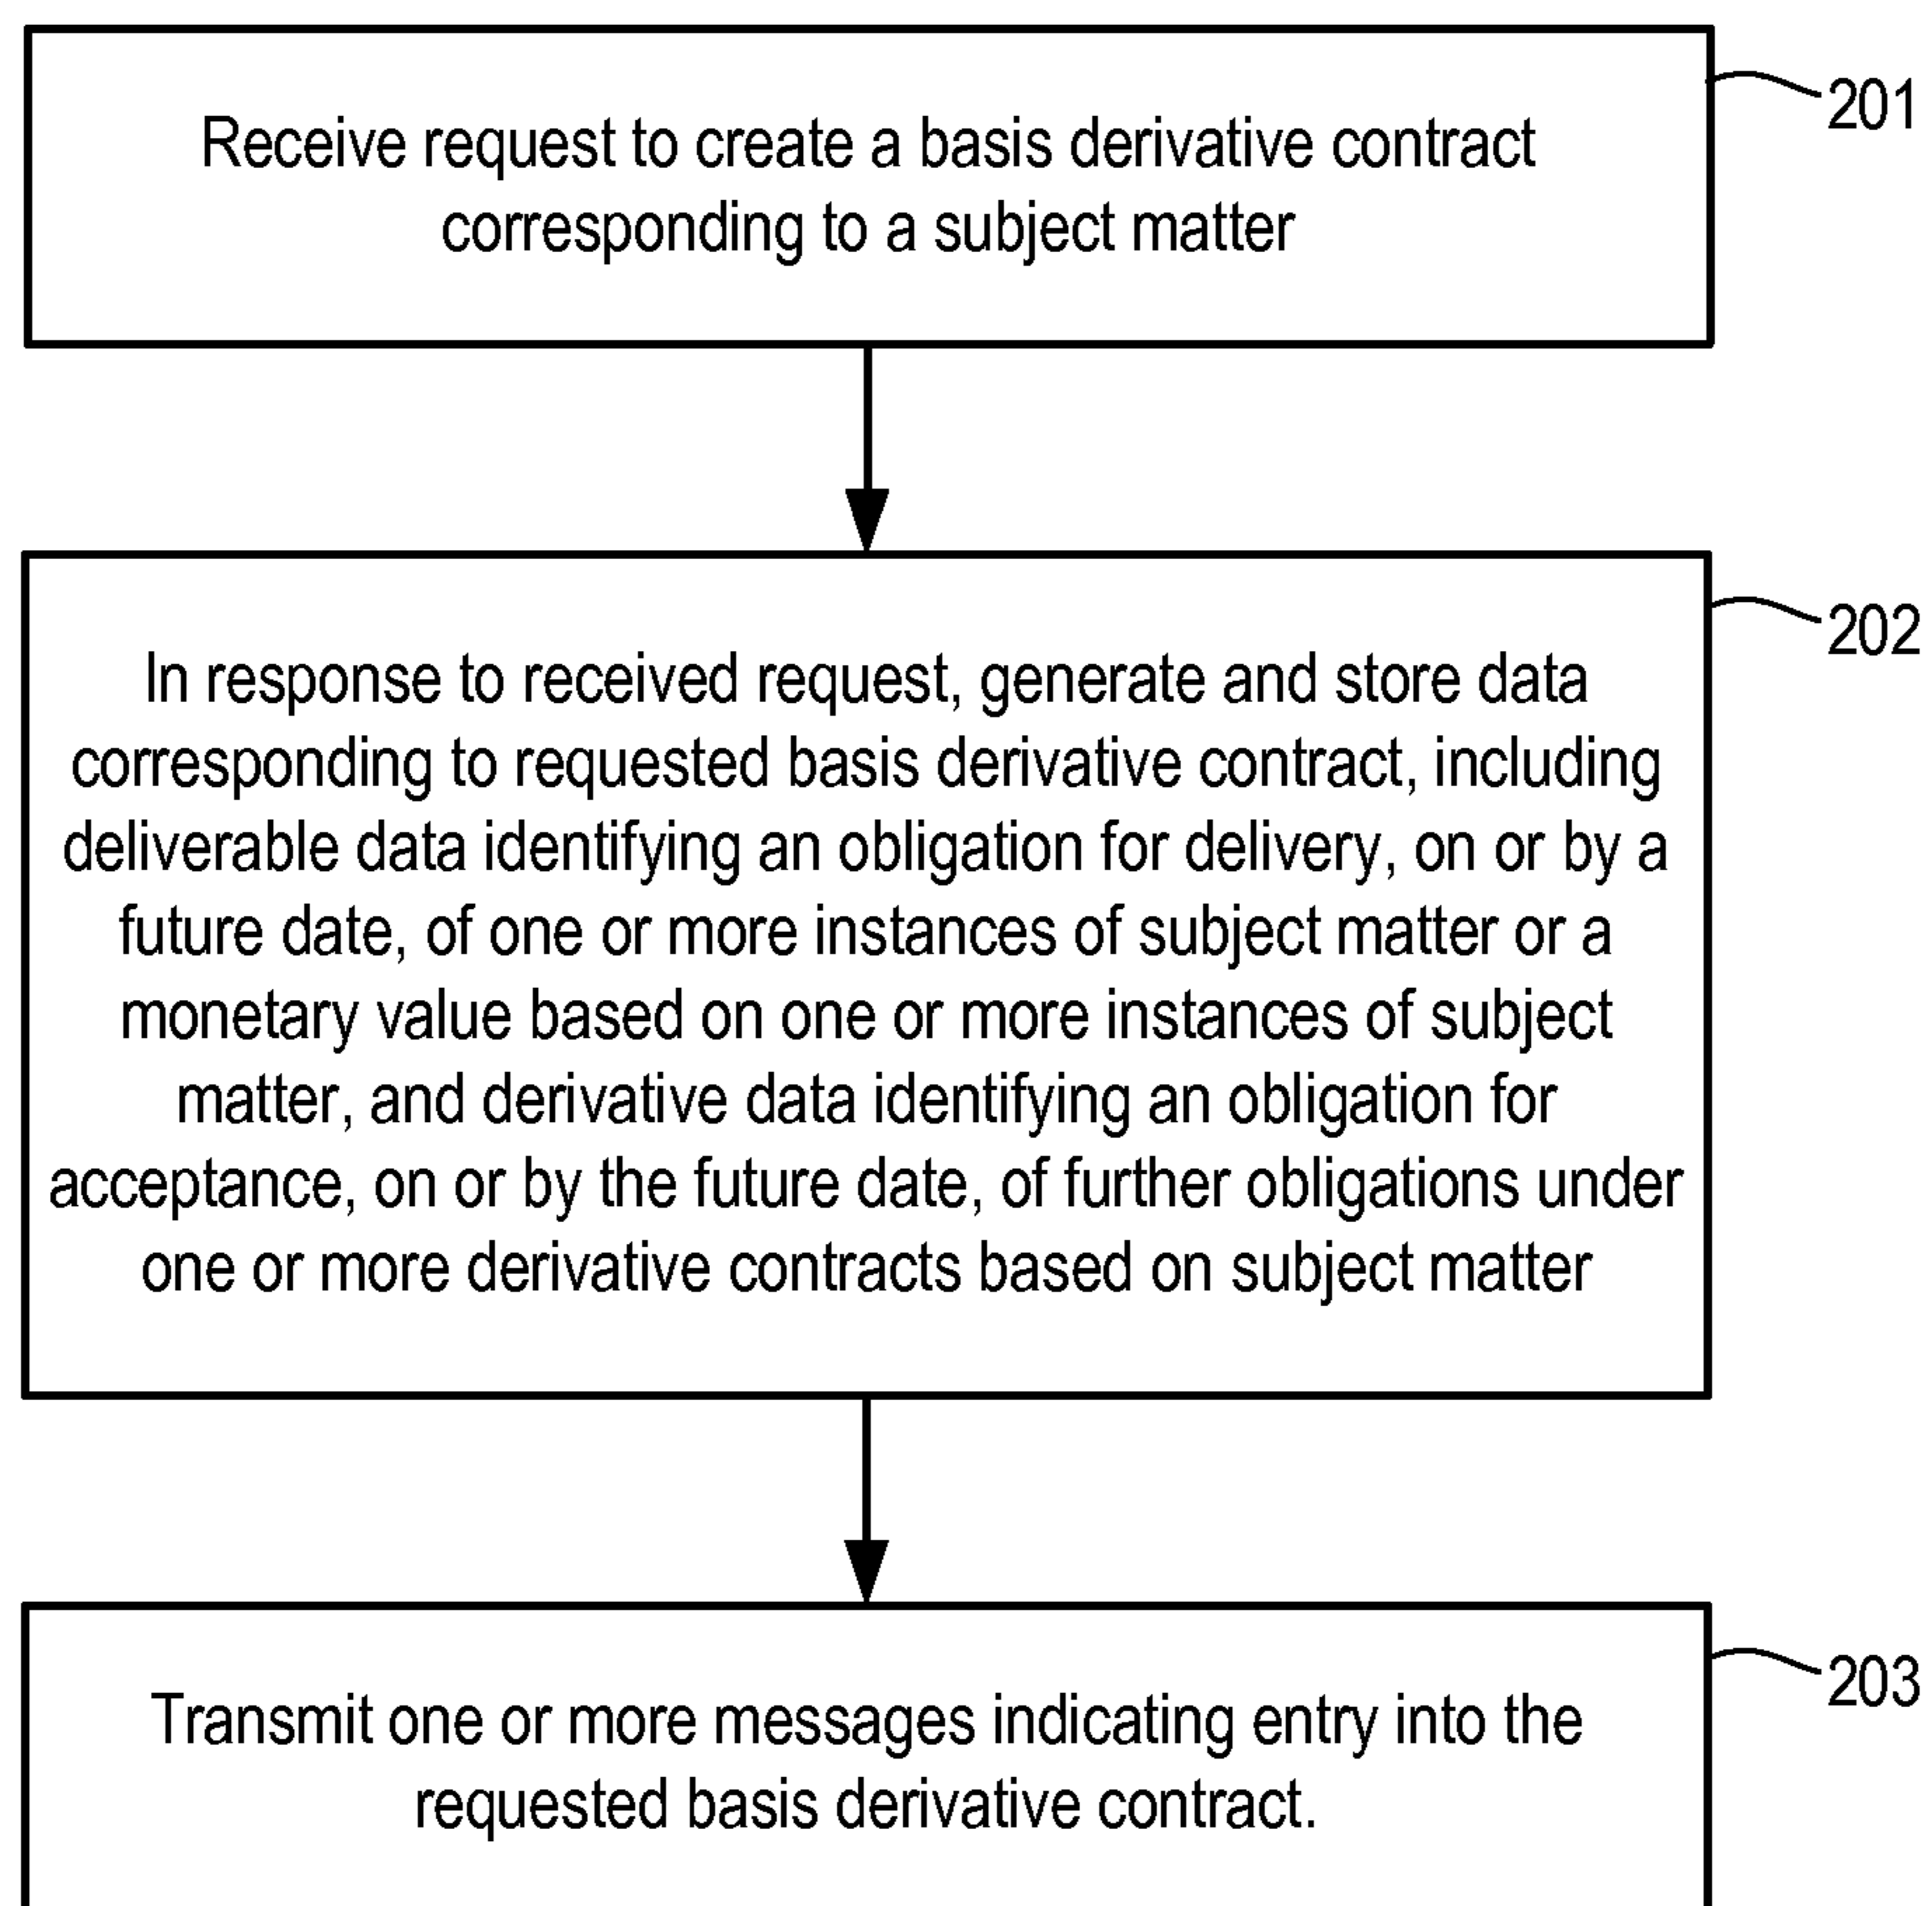 Receive request to create a basis derivative contract
corresponding to a subject matter
201
In response to received request, generate and store data
corresponding to requested basis derivative contract, including
deliverable data identifying an obligation for delivery, on or by a
future date, of one or more instances of subject matter or a
monetary value based on one or more instances of subject
matter, and derivative data identifying an obligation for
acceptance, on or by the future date, of further obligations under
one or more derivative contracts based on subject matter
202
Transmit one or more messages indicating entry into the
requested basis derivative contract.
203